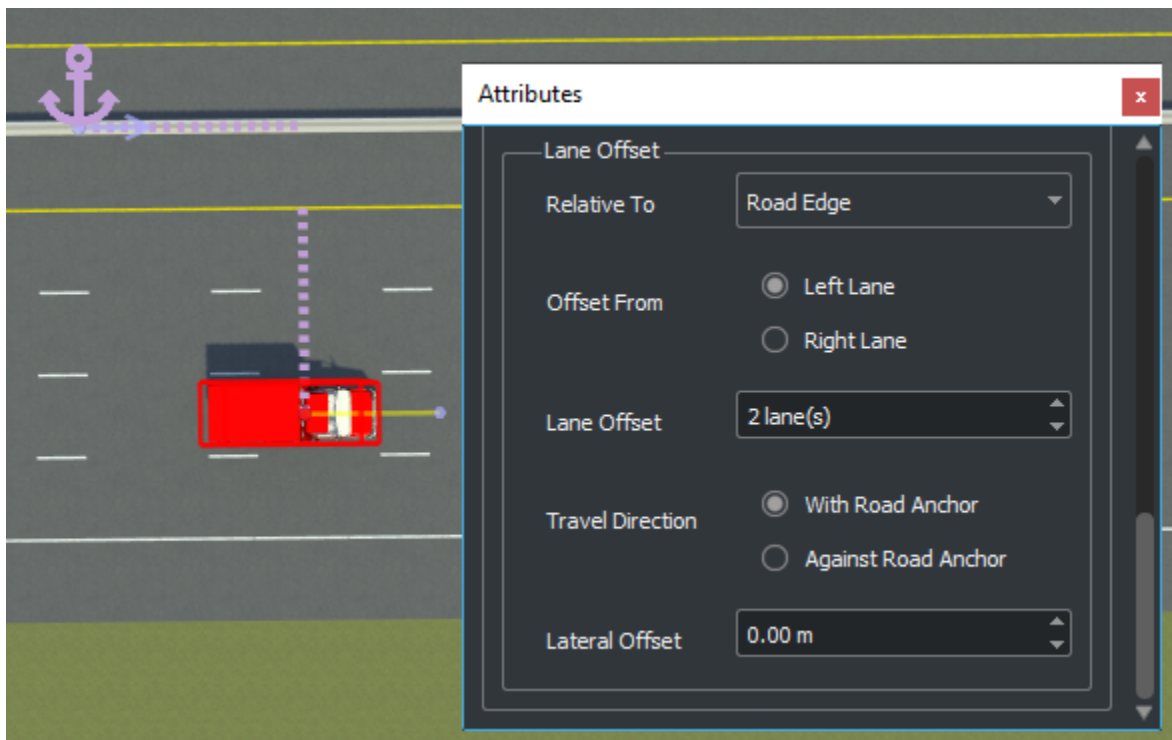 Attributes
x
Lane Offset
Relative To Road Edge
Offset From Left Lane
Right Lane
Lane Offset 2 lane(s)
Travel Direction With Road Anchor
Against Road Anchor
Lateral Offset 0.00 m